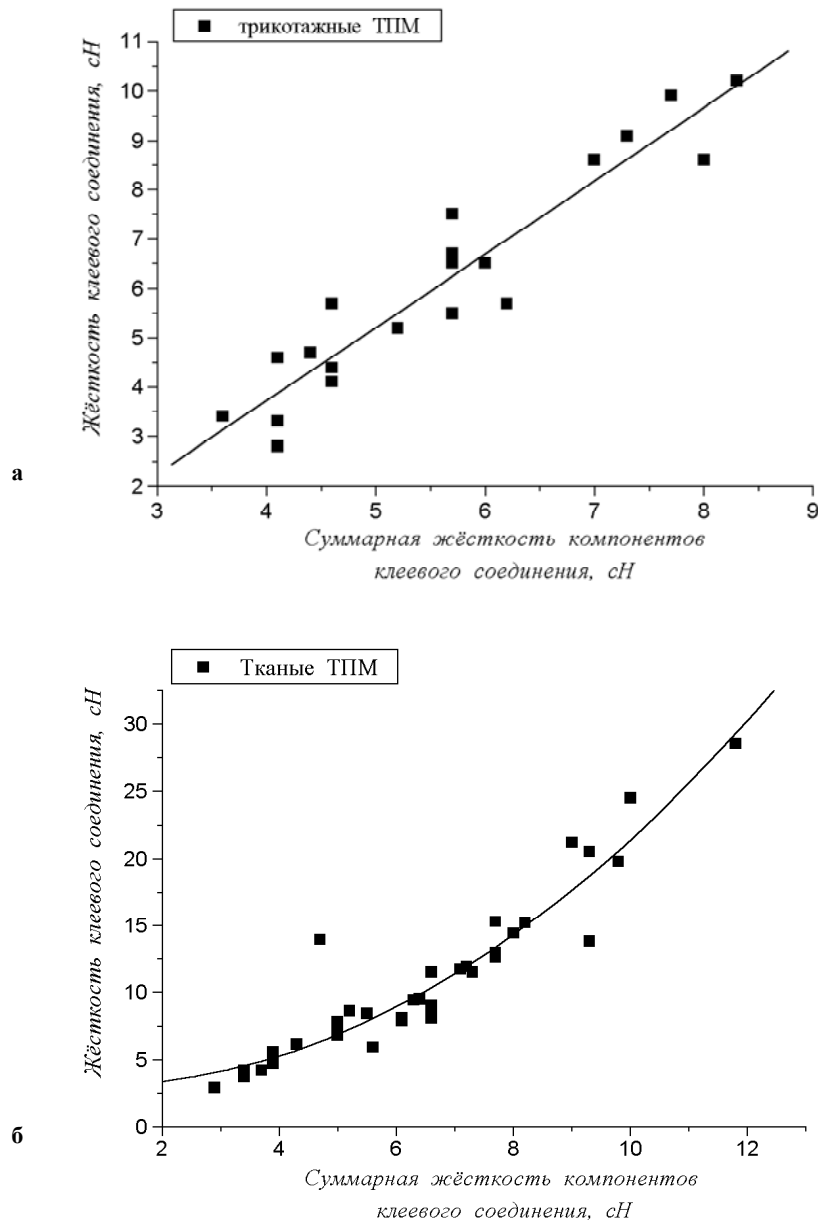 трикотажные ТПМ
Жёсткость клеевого соединения, сН
11
10
9
8
7
6
5
4
3
2
3 4 5 6 7 8 9
Суммарная жёсткость компонентов
клеевого соединения, сН
а
Тканые ТПМ
Жёсткость клеевого соединения, сН
30
25
20
15
10
5
0
2 4 6 8 10 12
Суммарная жёсткость компонентов
клеевого соединения, сН
б